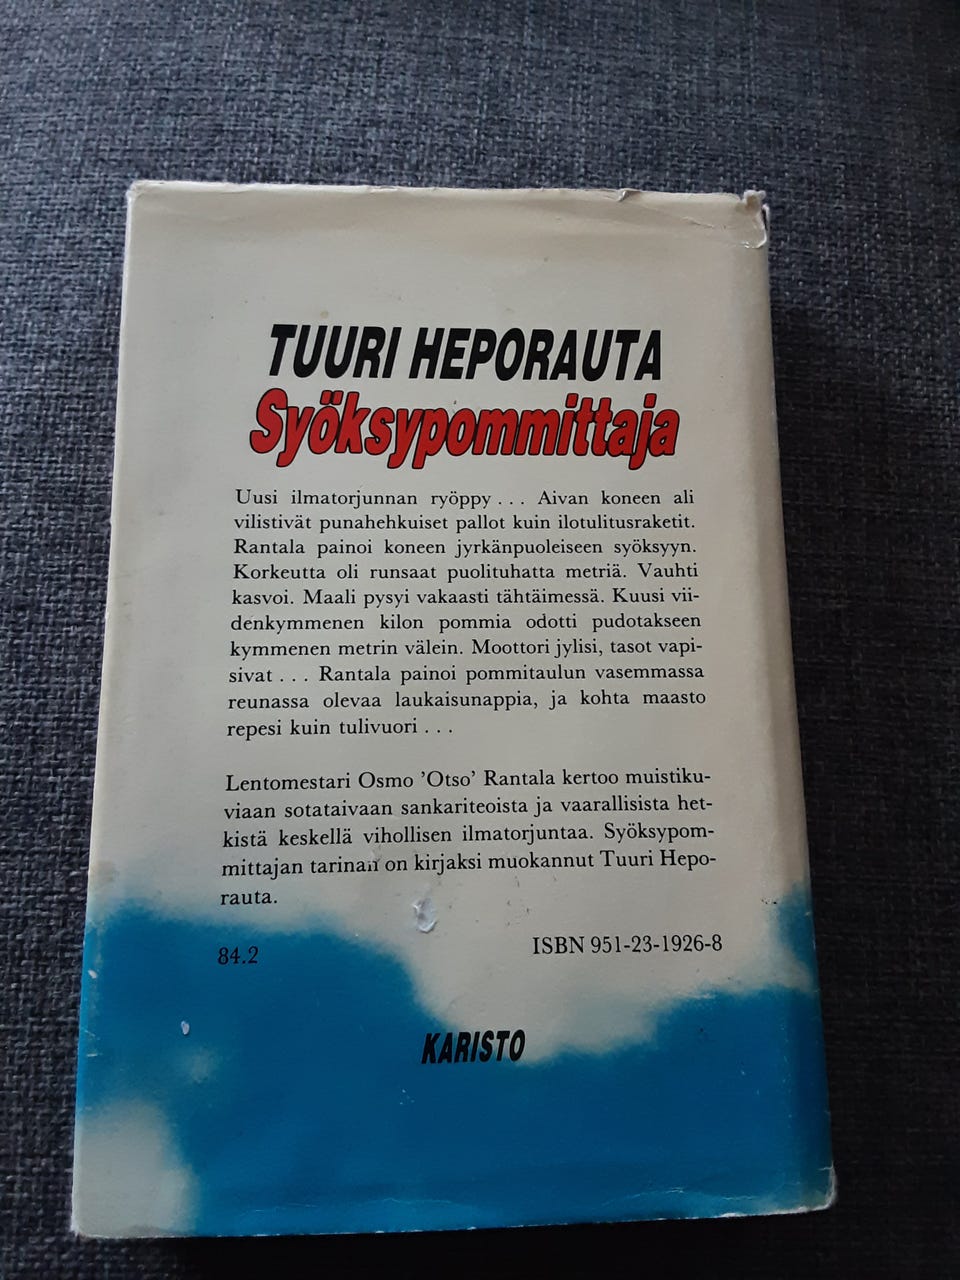 TUURI HEPORAUTA
Syöksypommittaja
Uusi ilmatorjunnan ryöppy . . . Aivan koneen ali
vilistivät punahehkuiset pallot kuin ilotulitusraketit.
Rantala painoi koneen jyrkänpuoleiseen syöksyyn.
Korkeutta oli runsaat puolituhatta metriä. Vauhti
kasvoi. Maali pysyi vakaasti tähtäimessä. Kuusi vii-
denkymmenen kilon pommia odotti pudotakseen
kymmenen metrin välein. Moottori jylisi, tasot vapi-
sivat . . . Rantala painoi pommitaulun vasemmassa
reunassa olevaa laukaisunappia, ja kohta maasto
repesi kuin tulivuori . . .
Lentomestari Osmo ’Otso’ Rantala kertoo muistiku-
viaan sotataivaan sankariteoista ja vaarallisista het-
kistä keskellä vihollisen ilmatorjuntaa. Syöksypom-
mittajan tarinan on kirjaksi muokannut Tuuri Hepo-
rauta.
84.2
ISBN 951-23-1926-8
KARISTO